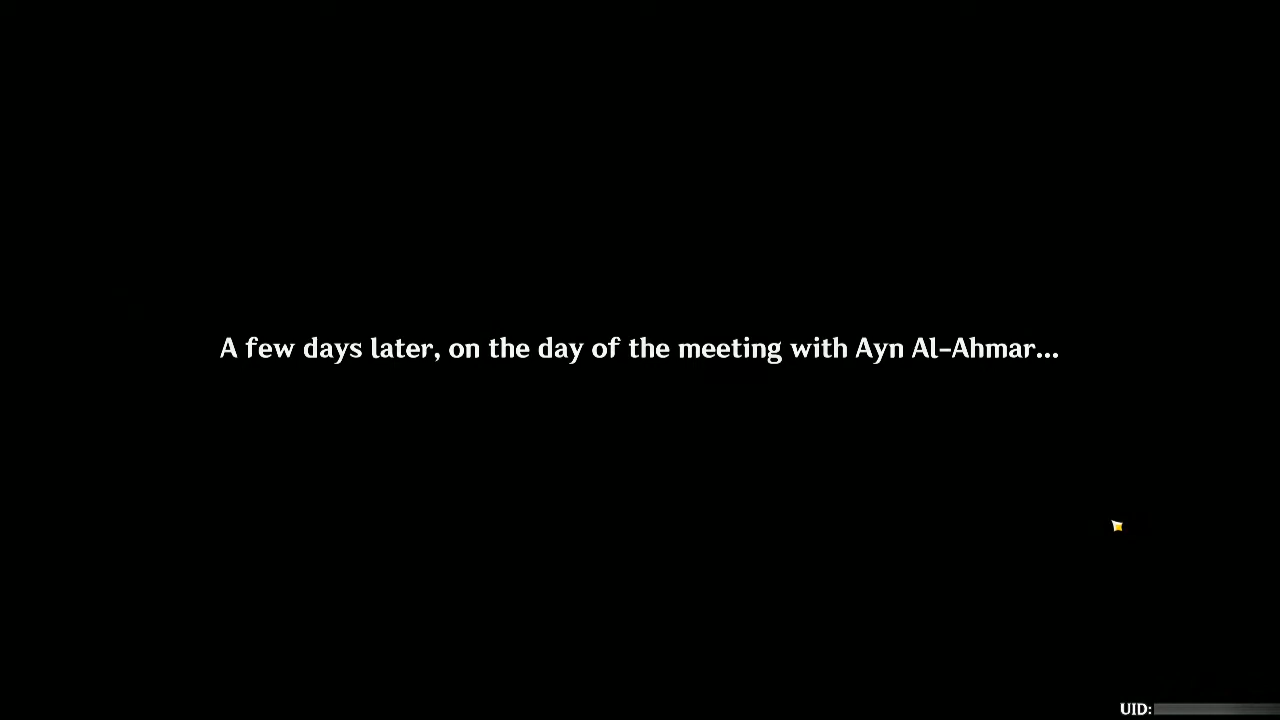 A few days later, on the day of the meeting with Ayn Al-Ahmar...
UID: